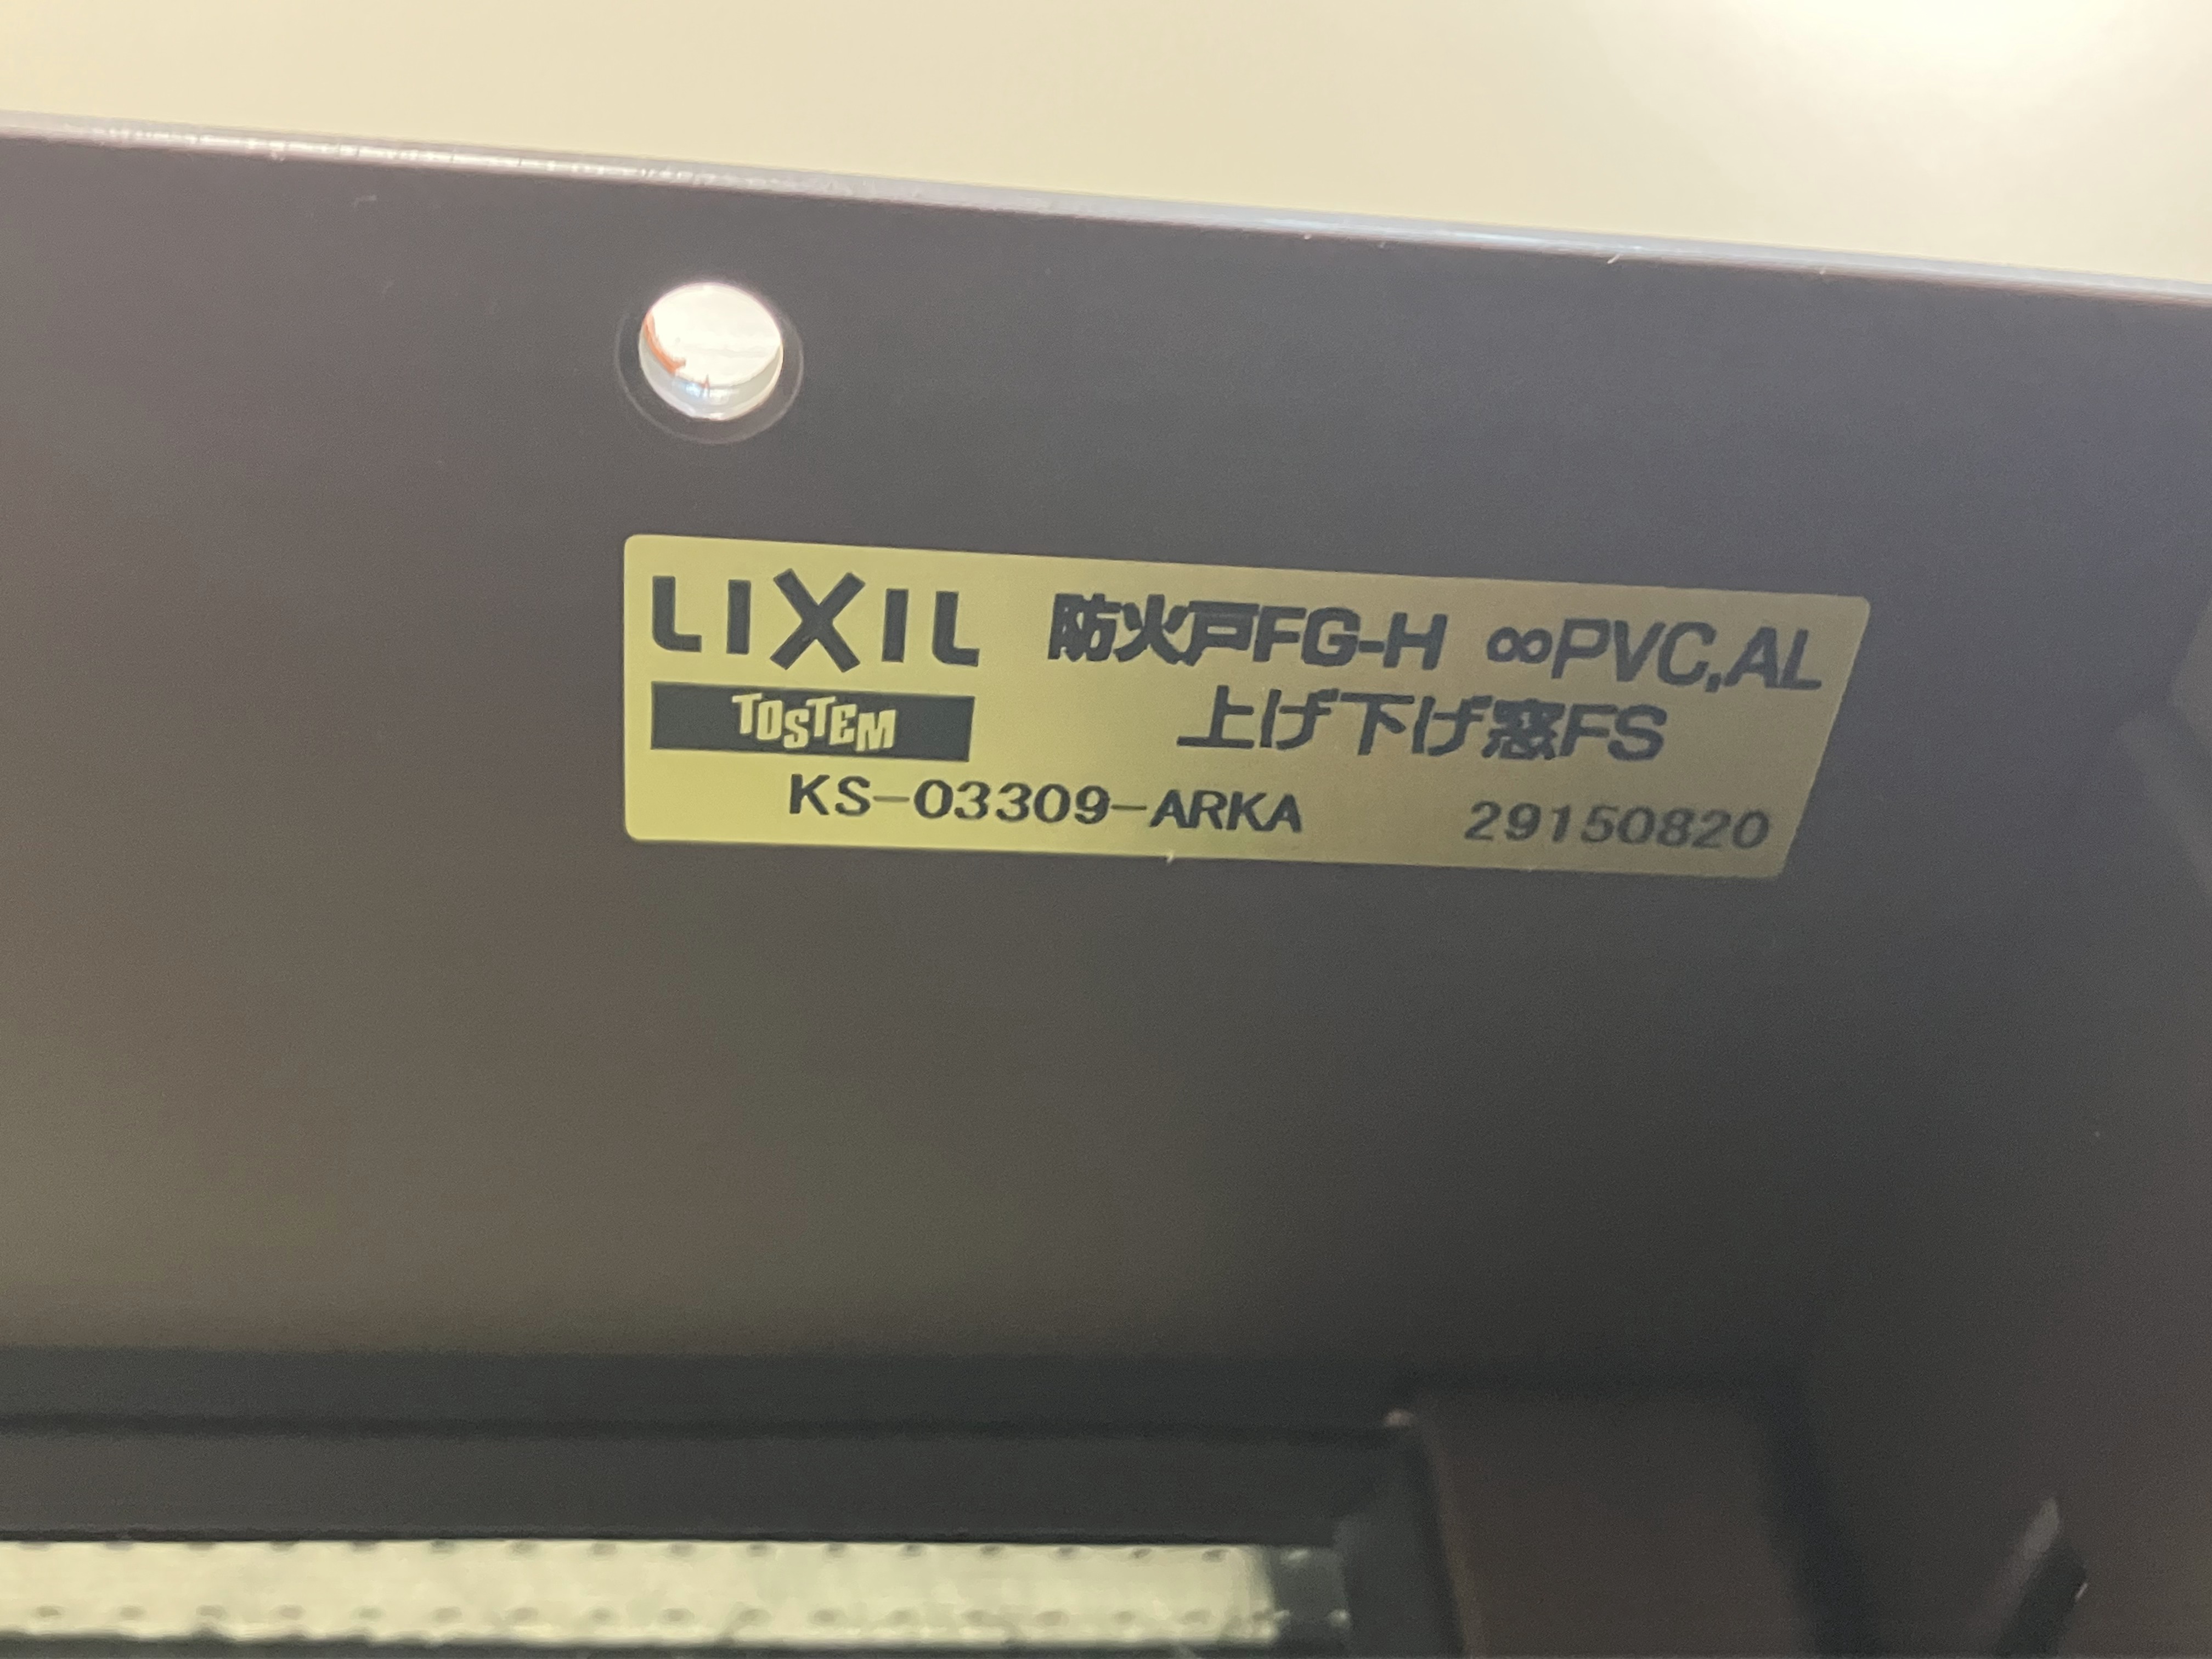 LIXIL 防火戸FG-H ∞PVC,AL
TOSTEM 上げ下げ窓FS
KS-03309-ARKA 29150820